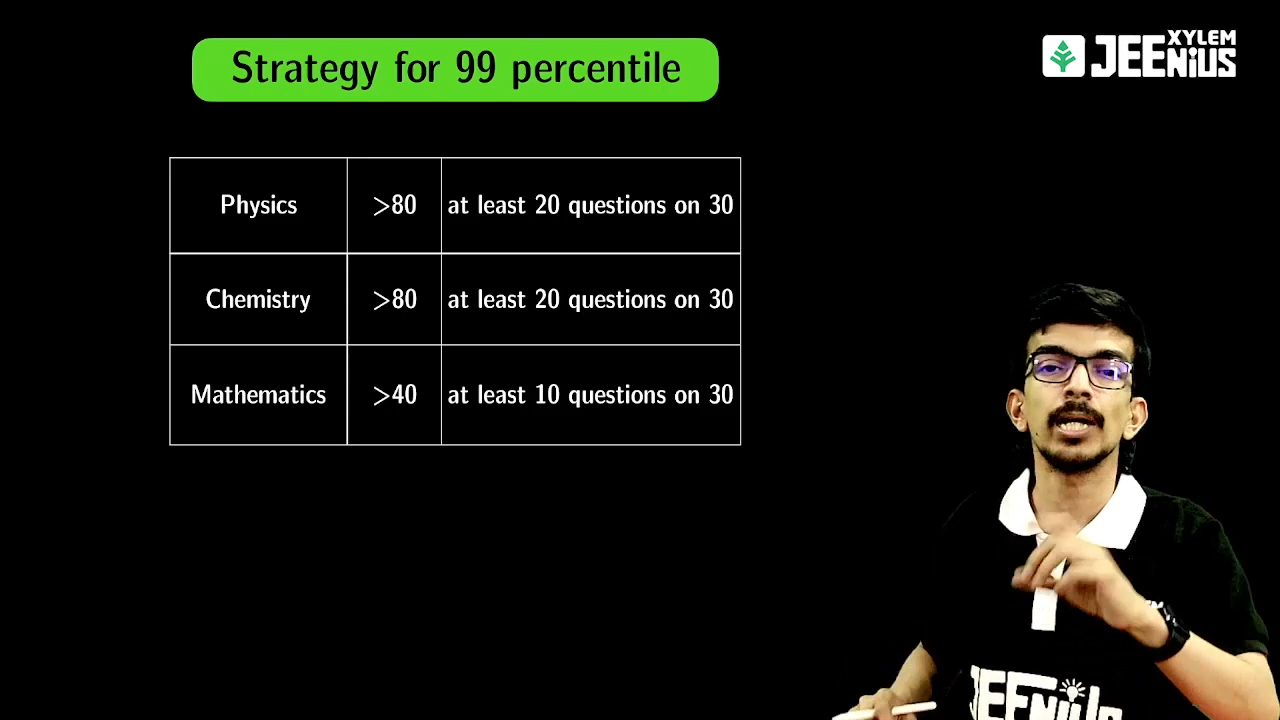 Strategy for 99 percentile
XYLEM
JEENIUS
Physics >80 at least 20 questions on 30
Chemistry >80 at least 20 questions on 30
Mathematics >40 at least 10 questions on 30
JEENIUS